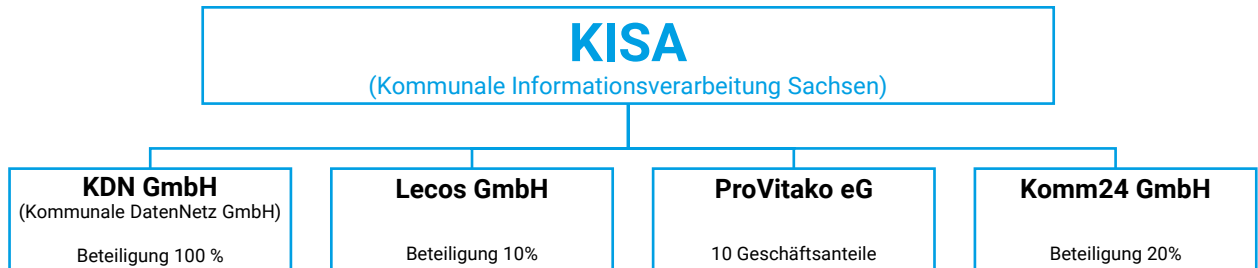 KISA
(Kommunale Informationsverarbeitung Sachsen)
KDN GmbH
(Kommunale DatenNetz GmbH)
Beteiligung 100 %
Lecos GmbH
Beteiligung 10%
ProVitako eG
10 Geschäftsanteile
Komm24 GmbH
Beteiligung 20%